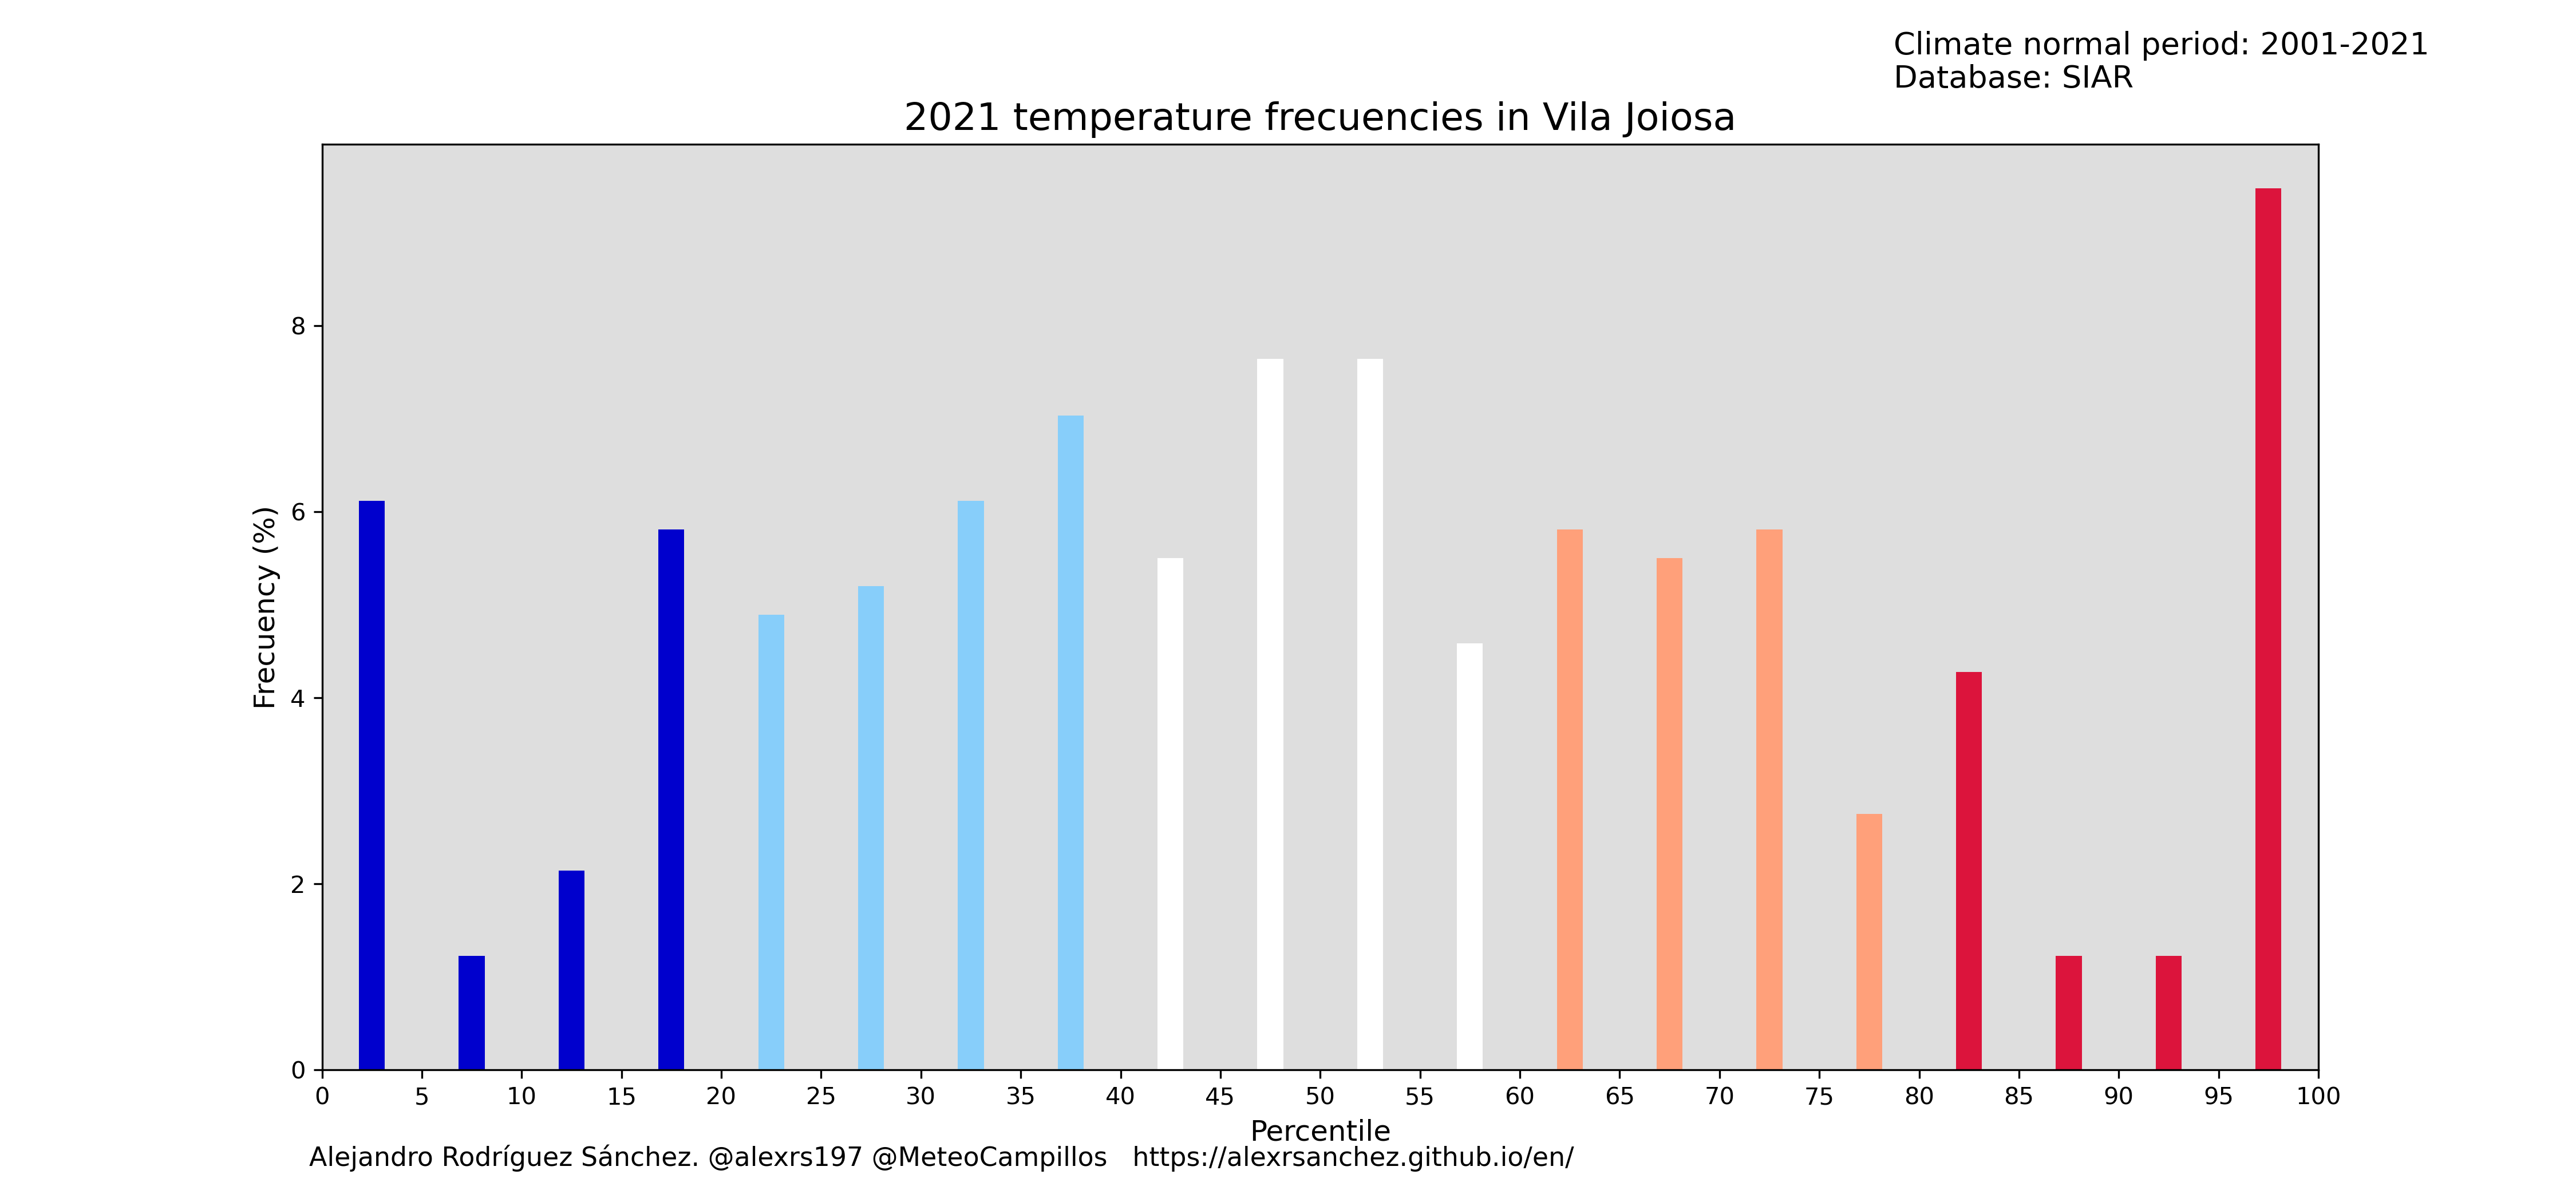 Climate normal period: 2001-2021
Database: SIAR
2021 temperature frecuencies in Vila Joiosa
Frecuency (%)
8
6
4
2
0
0 5 10 15 20 25 30 35 40 45 50 55 60 65 70 75 80 85 90 95 100
Percentile
Alejandro Rodríguez Sánchez. @alexrs197 @MeteoCampillos https://alexrsanchez.github.io/en/